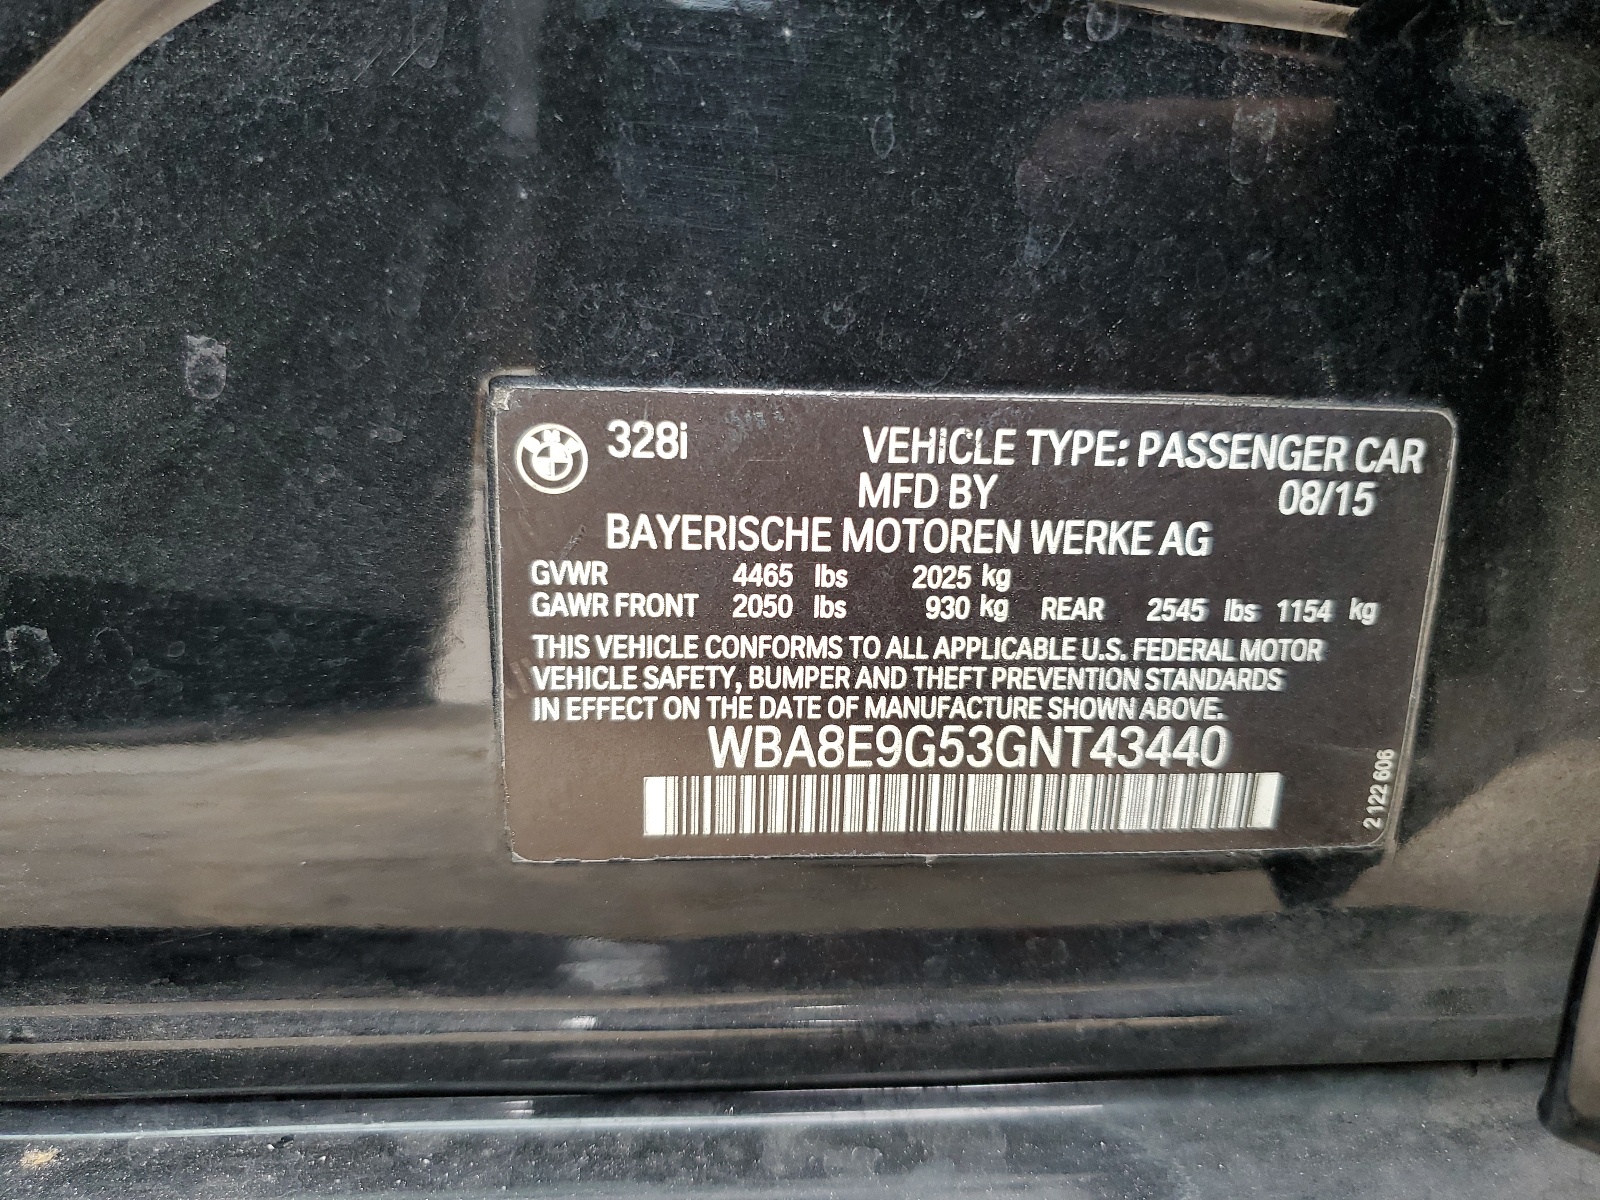 328i VEHICLE TYPE: PASSENGER CAR
MFD BY 08/15
BAYERISCHE MOTOREN WERKE AG
GVWR 4465 lbs 2025 kg
GAWR FRONT 2050 lbs 930 kg REAR 2545 lbs 1154 kg
THIS VEHICLE CONFORMS TO ALL APPLICABLE U.S. FEDERAL MOTOR
VEHICLE SAFETY, BUMPER AND THEFT PREVENTION STANDARDS
IN EFFECT ON THE DATE OF MANUFACTURE SHOWN ABOVE.
WBA8E9G53GNT43440
2 122 606